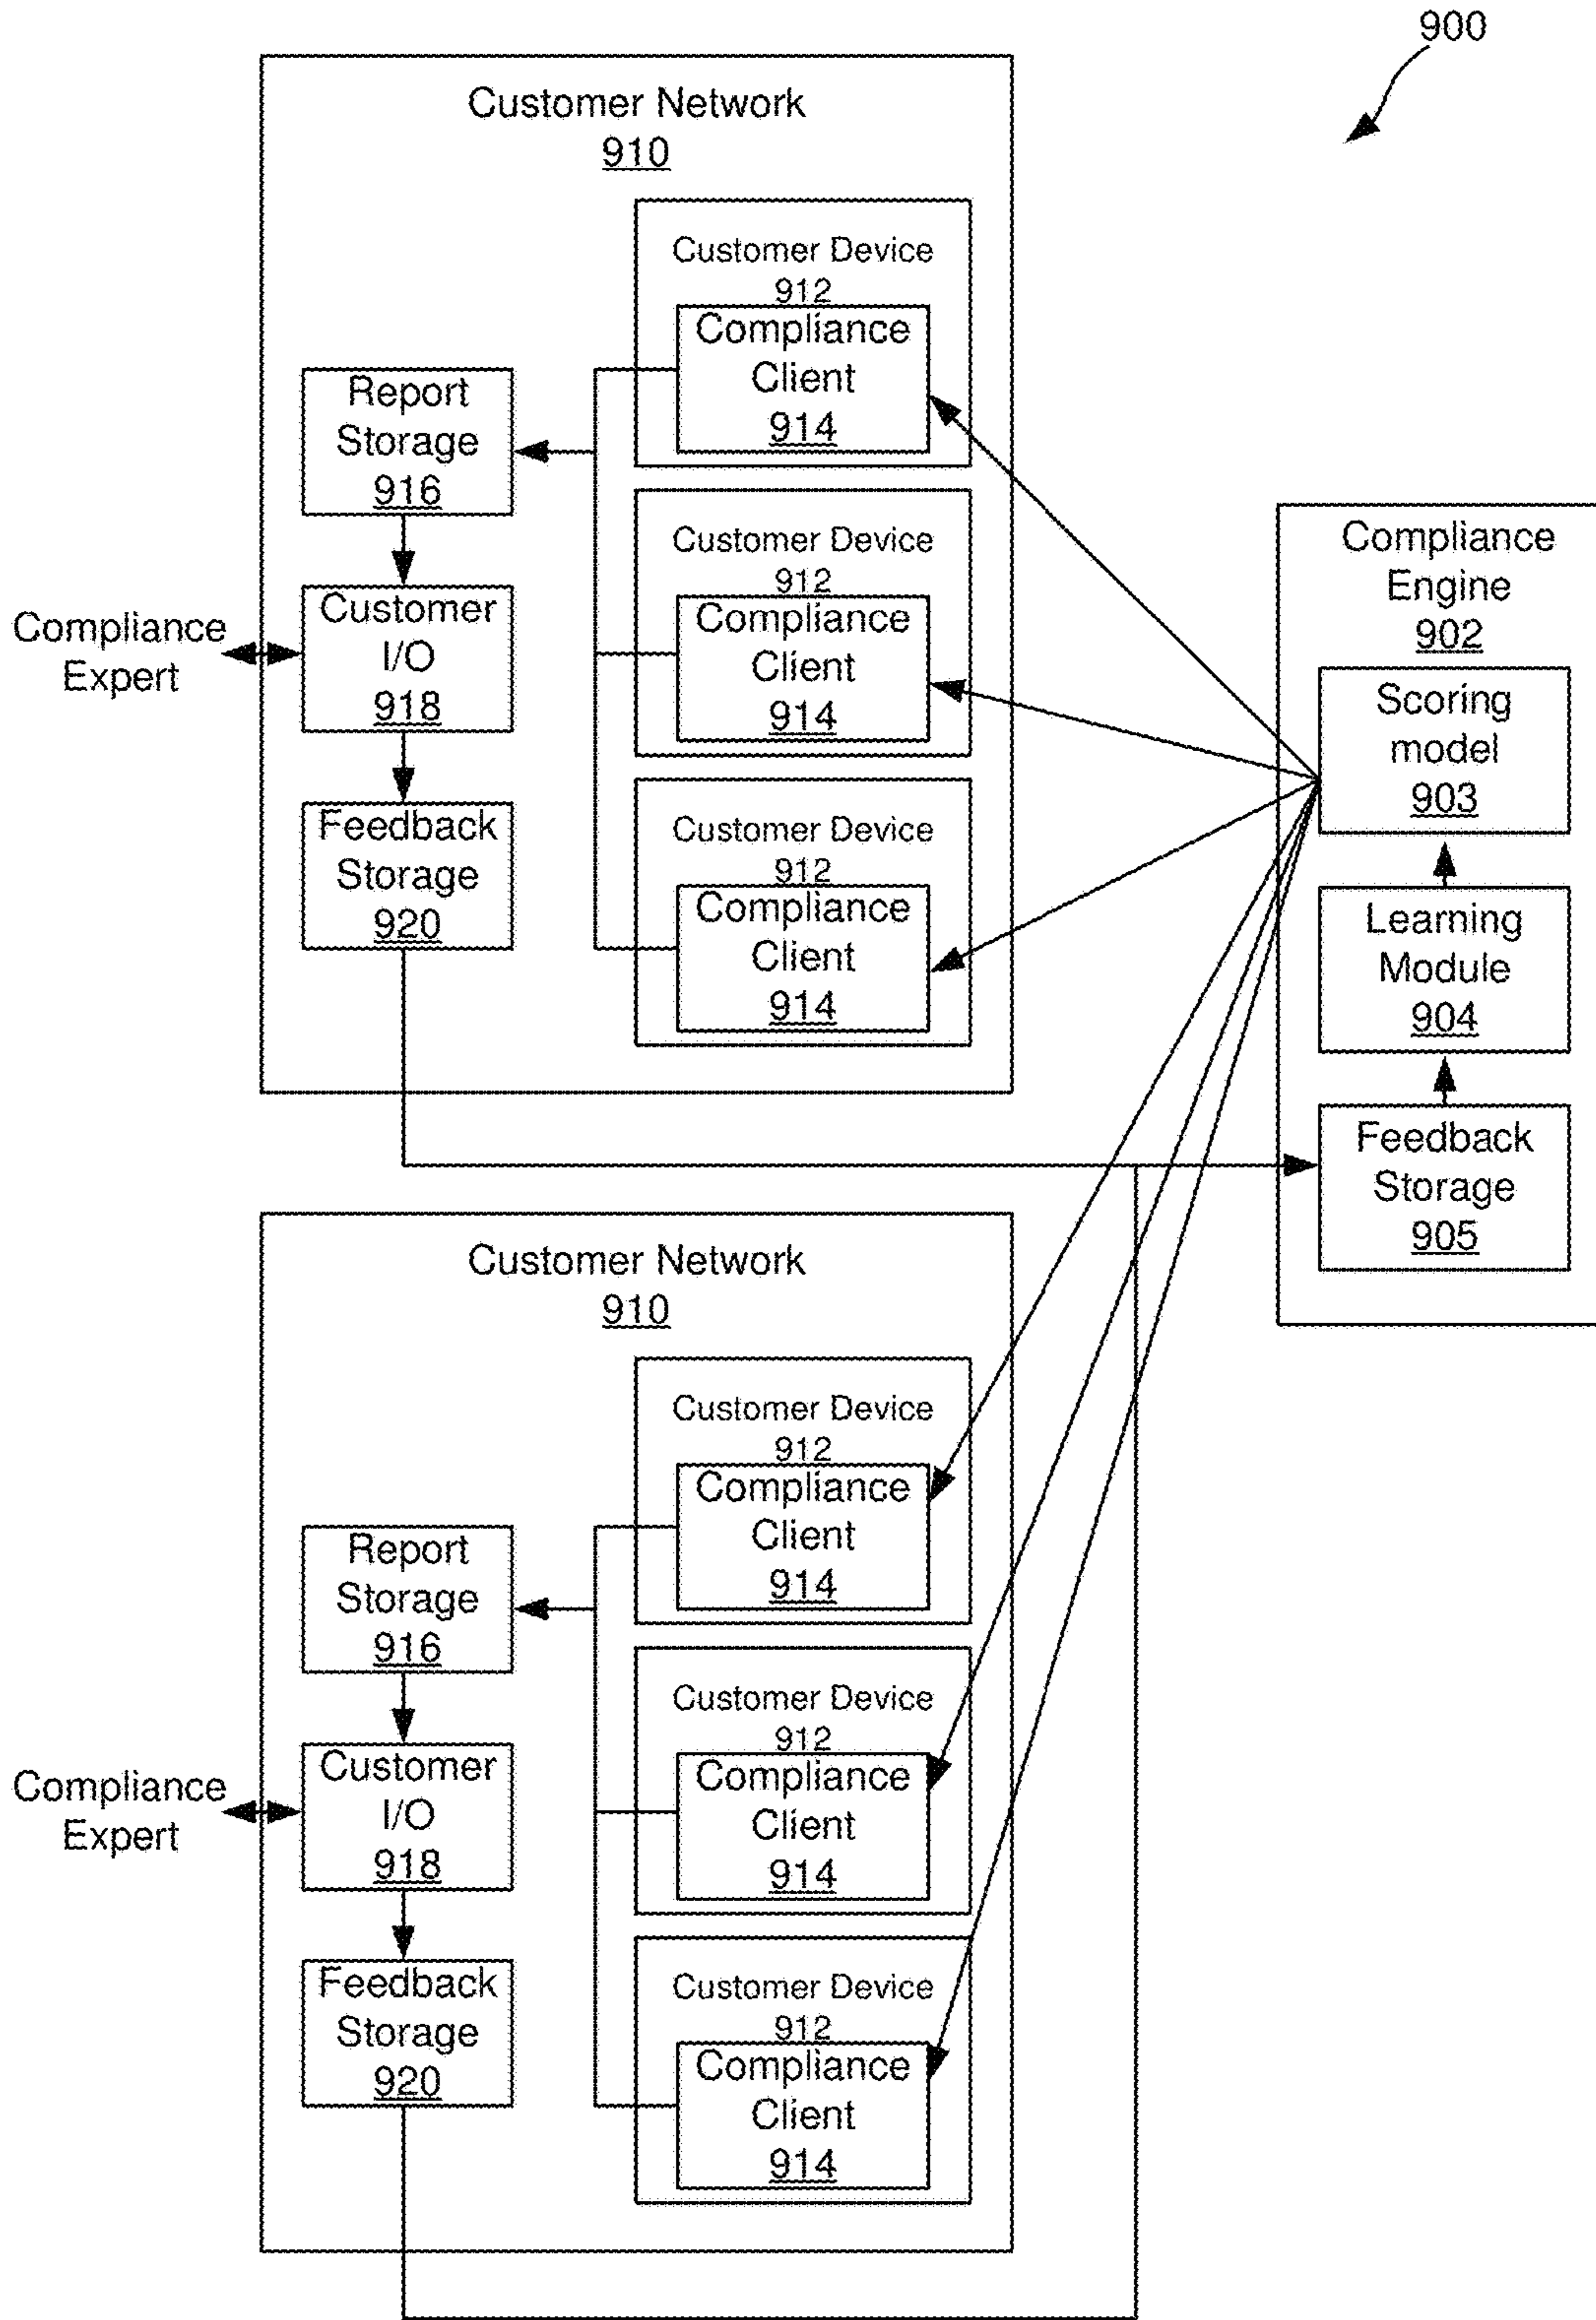 900
Customer Network
910
Customer Device
912
Compliance
Client
914
Report
Storage
916
Customer Device
912
Compliance
Client
914
Customer
I/O
918
Compliance
Expert
Customer Device
912
Compliance
Client
914
Feedback
Storage
920
Compliance
Engine
902
Scoring
model
903
Learning
Module
904
Feedback
Storage
905
Customer Network
910
Customer Device
912
Compliance
Client
914
Report
Storage
916
Customer Device
912
Compliance
Client
914
Customer
I/O
918
Compliance
Expert
Customer Device
912
Compliance
Client
914
Feedback
Storage
920